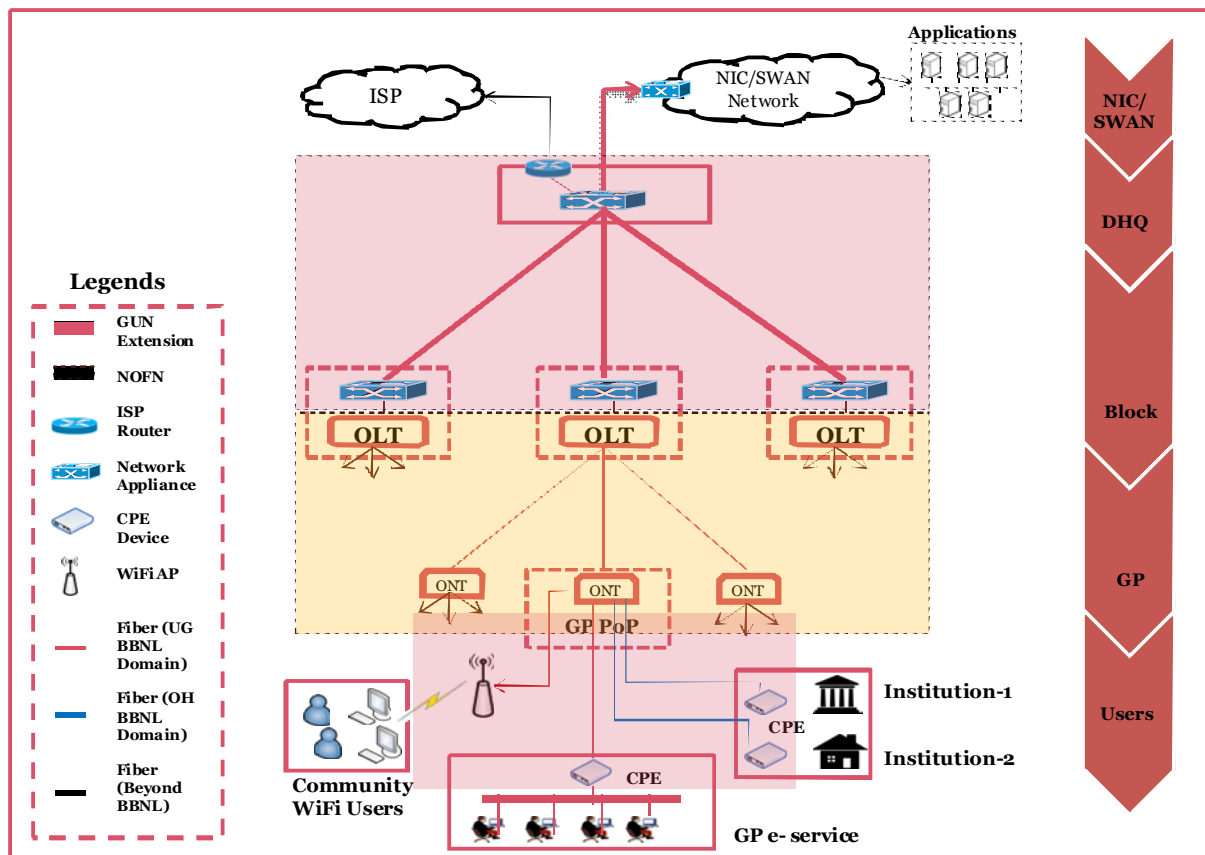 Applications
ISP
NIC/SWAN
Network
NIC/
SWAN
DHQ
Block
GP
Users
Legends
GUN
Extension
NOFN
ISP
Router
Network
Appliance
CPE
Device
WiFi AP
Fiber (UG
BBNL
Domain)
Fiber (OH
BBNL
Domain)
Fiber
(Beyond
BBNL)
OLT
OLT
OLT
ONT
ONT
ONT
GP PoP
Institution-1
CPE
Institution-2
Community
WiFi Users
CPE
GP e- service